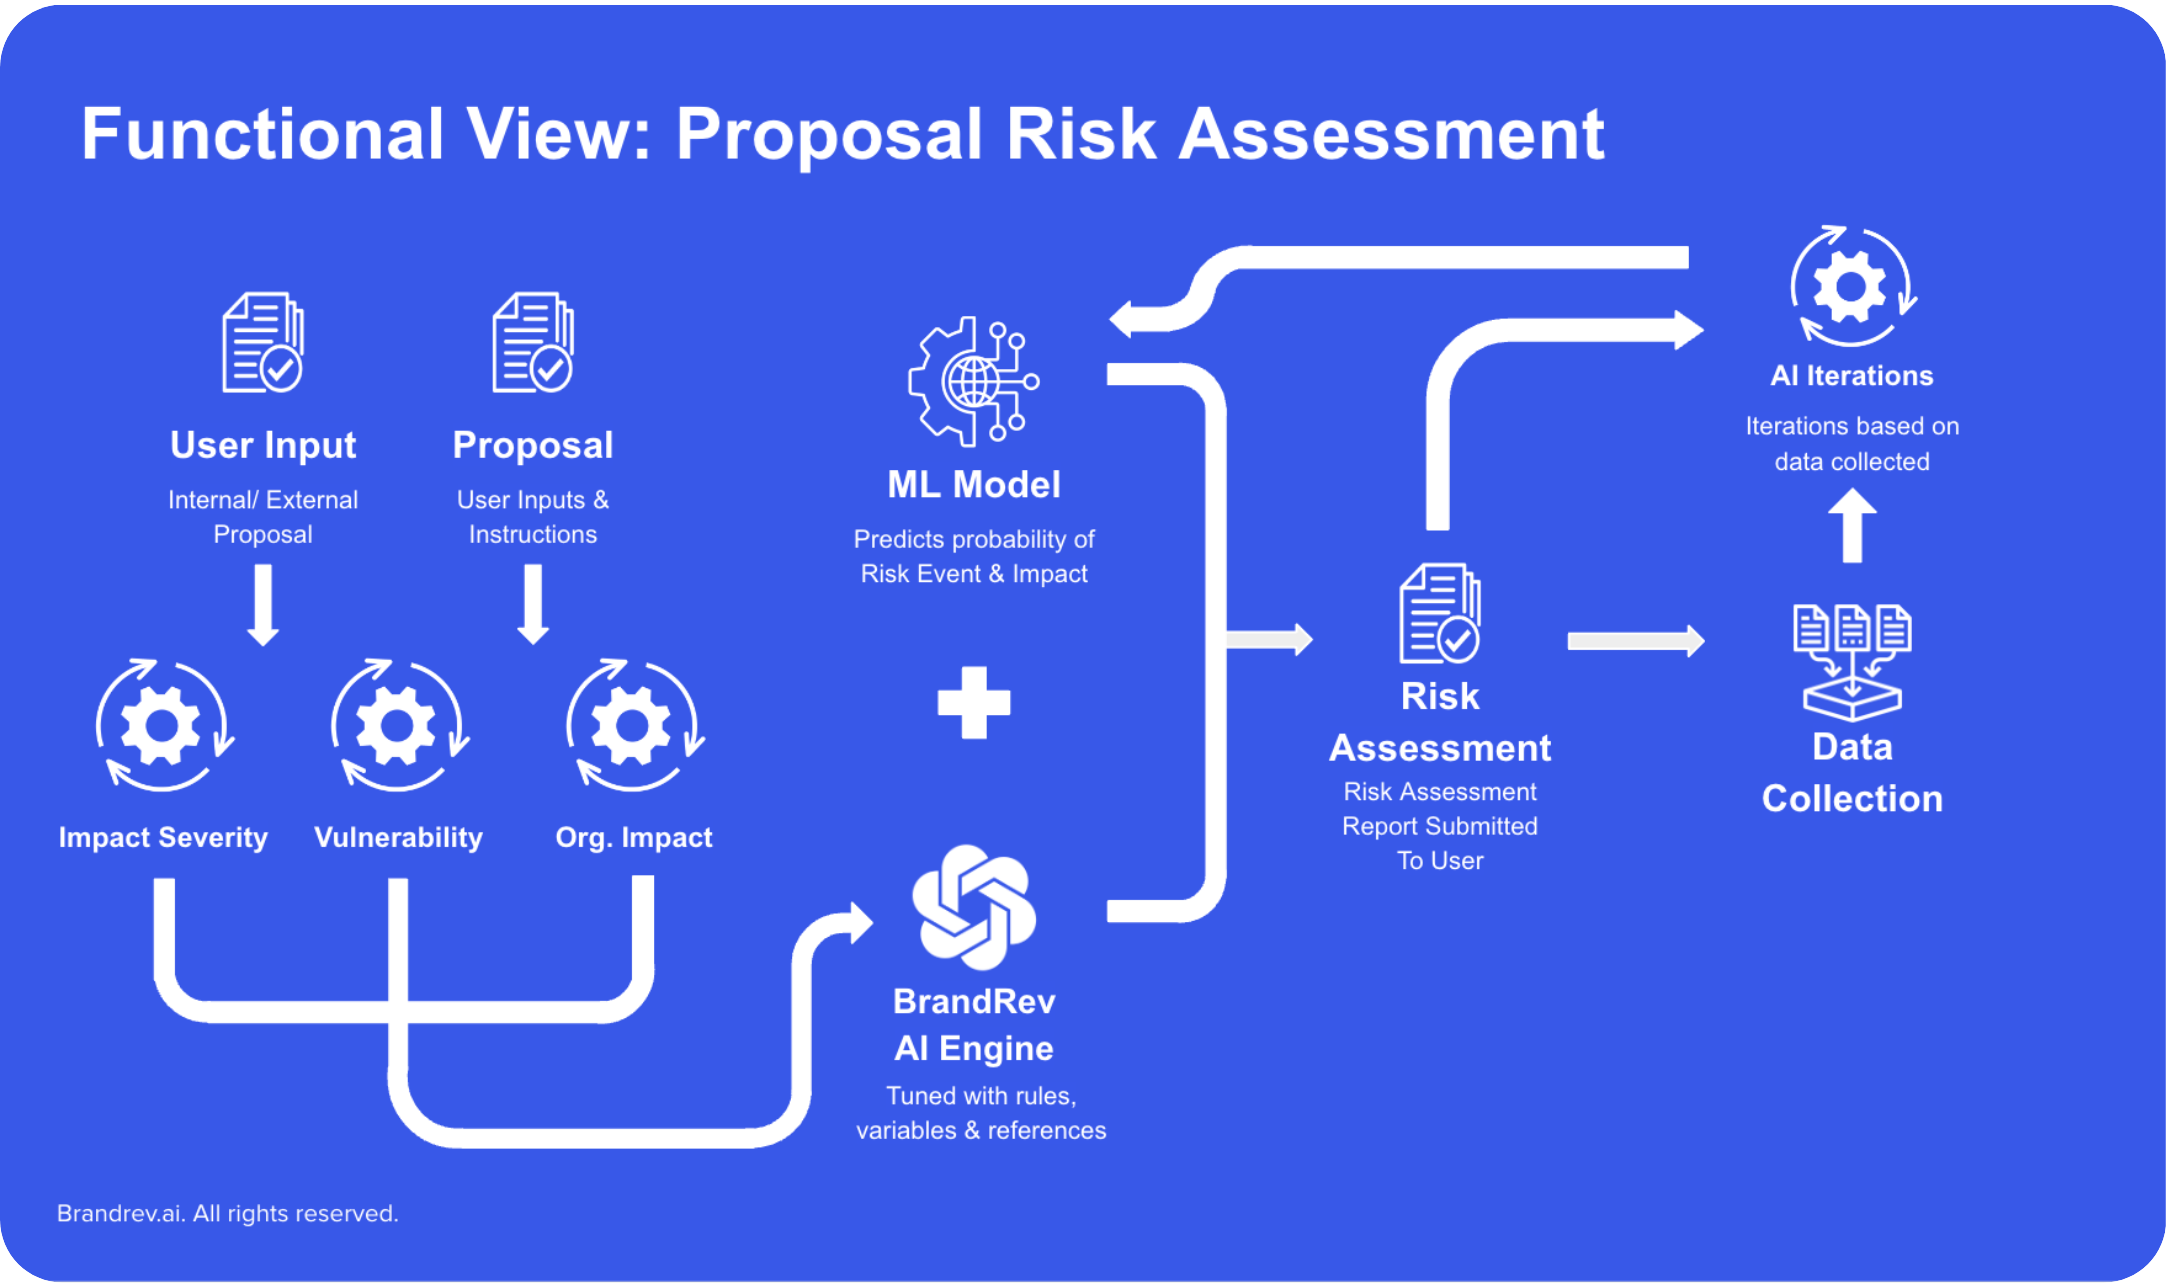 Functional View: Proposal Risk Assessment
User Input
Internal/ External
Proposal
Proposal
User Inputs &
Instructions
Impact Severity
Vulnerability
Org. Impact
ML Model
Predicts probability of
Risk Event & Impact
BrandRev
AI Engine
Tuned with rules,
variables & references
Risk
Assessment
Risk Assessment
Report Submitted
To User
AI Iterations
Iterations based on
data collected
Data
Collection
Brandrev.ai. All rights reserved.